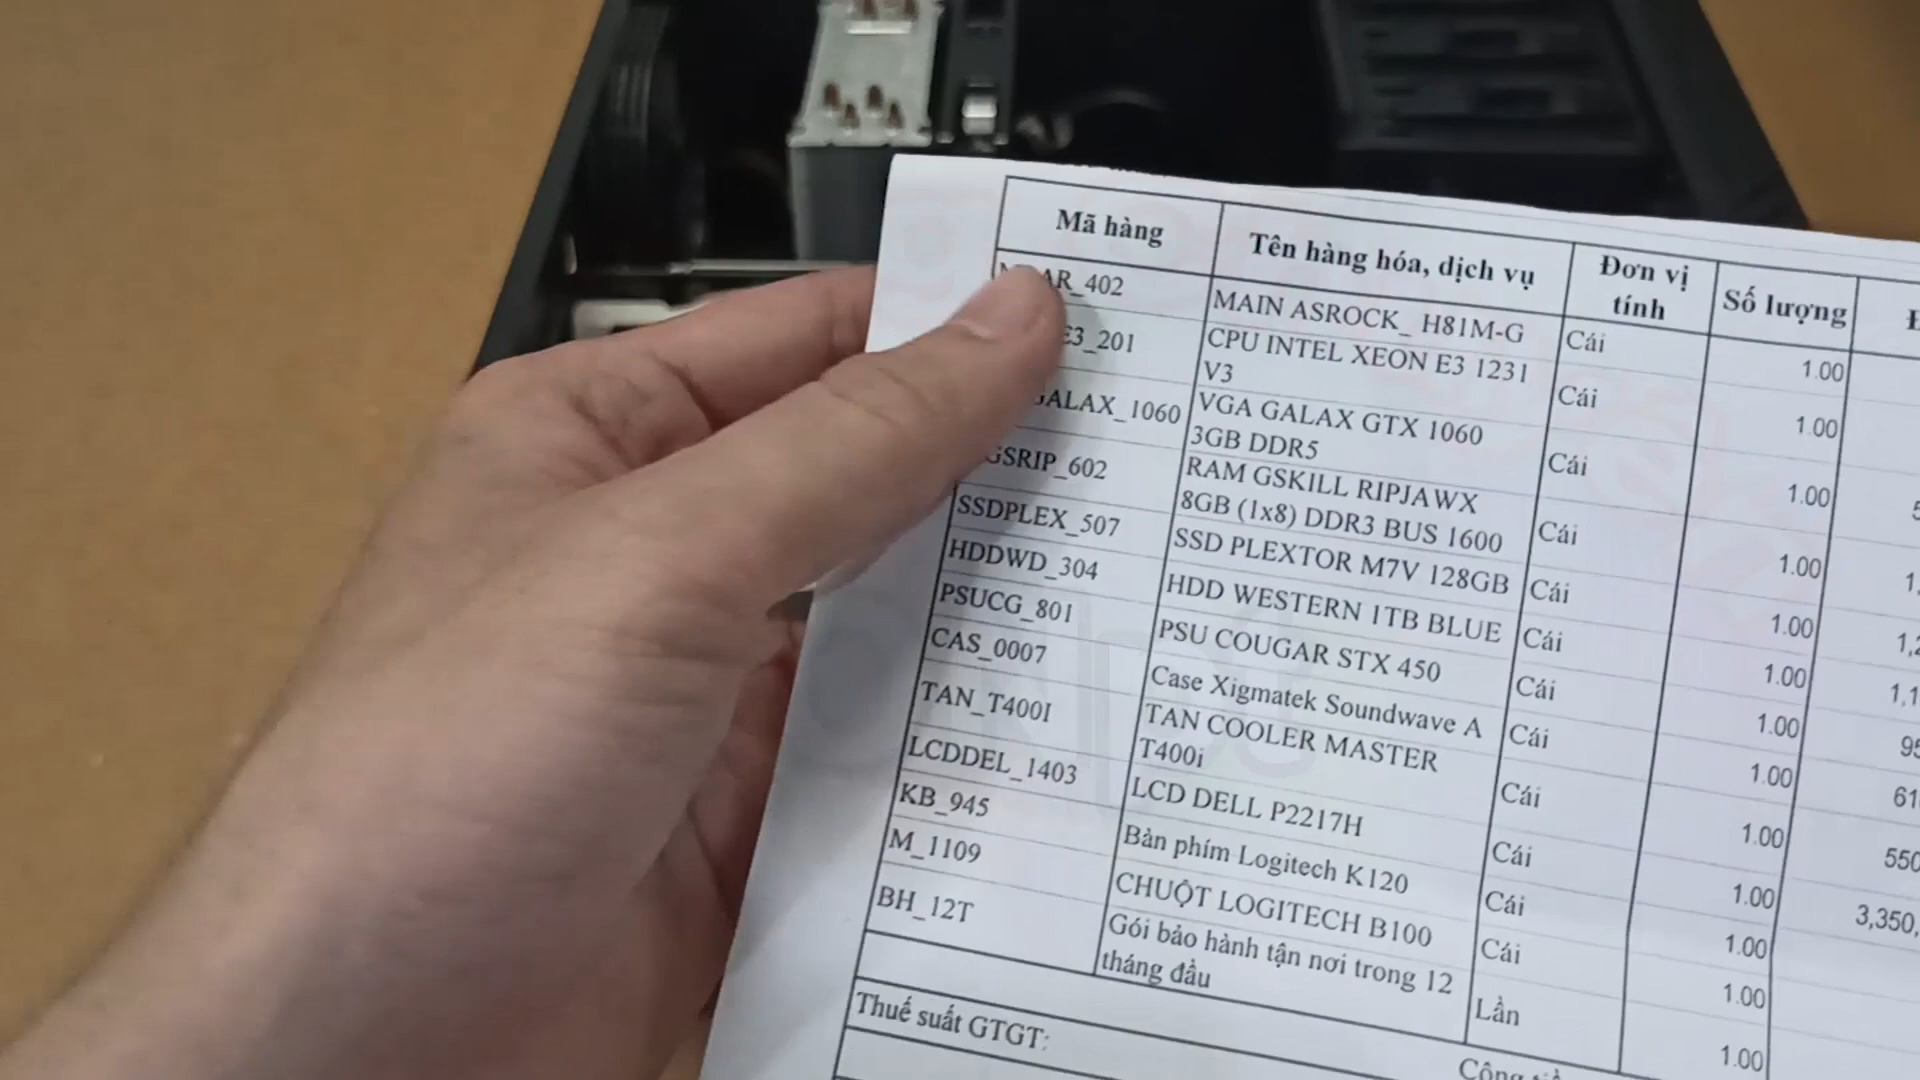 Mã hàng Tên hàng hóa, dịch vụ Đơn vị tính Số lượng
AR_402 MAIN ASROCK_ H81M-G Cái 1.00
E3_201 CPU INTEL XEON E3 1231 V3 Cái 1.00
GALAX_1060 VGA GALAX GTX 1060 3GB DDR5 Cái 1.00
GSRIP_602 RAM GSKILL RIPJAWX 8GB (1x8) DDR3 BUS 1600 Cái 1.00
SSDPLEX_507 SSD PLEXTOR M7V 128GB Cái 1.00
HDDWD_304 HDD WESTERN 1TB BLUE Cái 1.00
PSUCG_801 PSU COUGAR STX 450 Cái 1.00
CAS_0007 Case Xigmatek Soundwave A Cái 1.00
TAN_T400I TAN COOLER MASTER T400i Cái 1.00
LCDDEL_1403 LCD DELL P2217H Cái 1.00 3,350,
KB_945 Bàn phím Logitech K120 Cái 1.00
M_1109 CHUỘT LOGITECH B100 Cái 1.00
BH_12T Gói bảo hành tận nơi trong 12 tháng đầu Lần 1.00
Thuế suất GTGT: